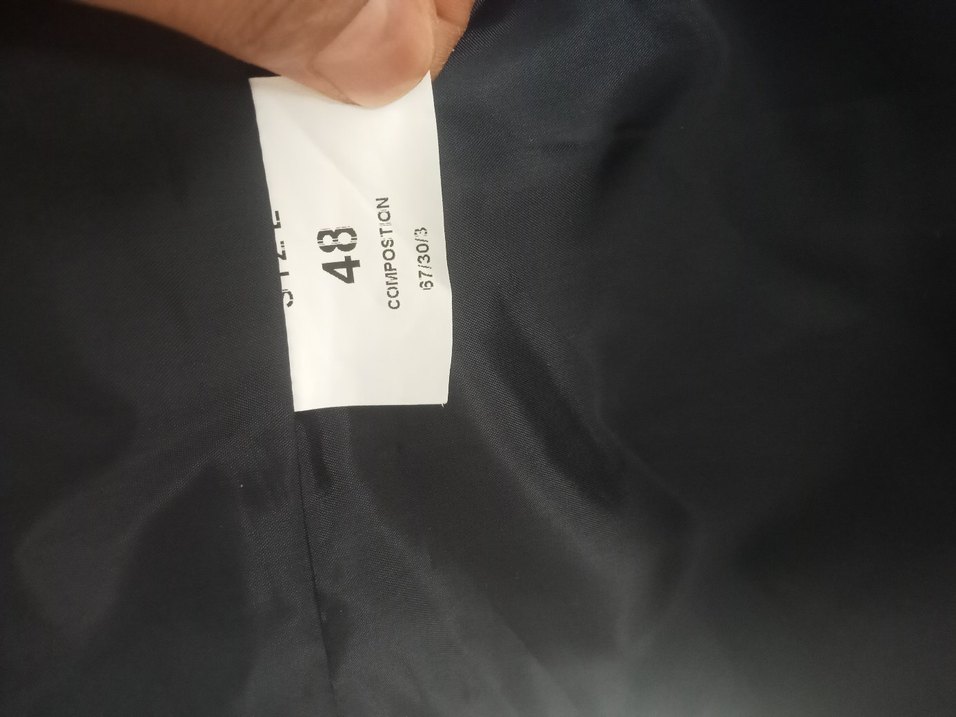 SIZE
48
COMPOSTION
67/30/3